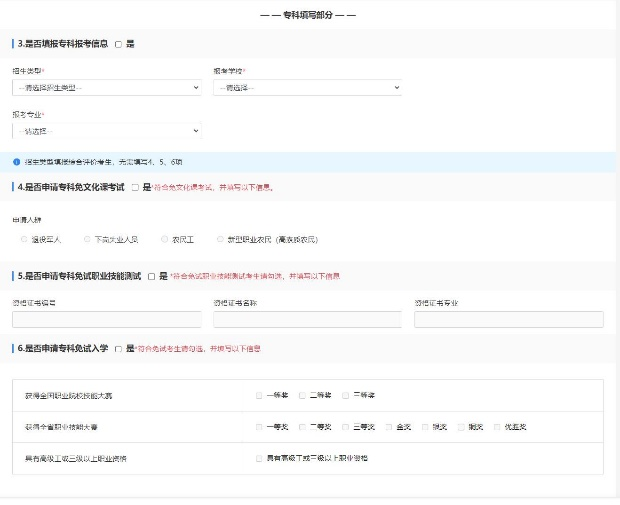 — — 专科填写部分 — —
3.是否填报专科报考信息 是
招生类型* 报考学校*
--请选择招生类型-- --请选择--
报考专业*
--请选择--
招生类型填报综合评价考生，无需填写4、5、6项
4.是否申请专科免文化课考试 是*符合免文化课考试，并填写以下信息。
申请人群
退役军人 下岗失业人员 农民工 新型职业农民（高素质农民）
5.是否申请专科免试职业技能测试 是 *符合免试职业技能测试考生请勾选，并填写以下信息
资格证书编号 资格证书名称 资格证书专业
6.是否申请专科免试入学 是*符合免试考生请勾选，并填写以下信息
获得全国职业院校技能大赛 一等奖 二等奖 三等奖
获得全省职业技能大赛 一等奖 二等奖 三等奖 金奖 银奖 铜奖 优胜奖
具有高级工或三级以上职业资格 具有高级工或三级以上职业资格